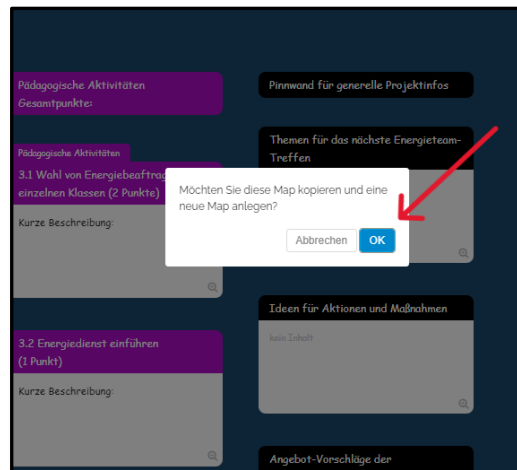 Pädagogische Aktivitäten
Gesamtpunkte:
Pädagogische Aktivitäten
3.1 Wahl von Energiebeauftrag
einzelnen Klassen (2 Punkte)
Kurze Beschreibung:
3.2 Energiedienst einführen
(1 Punkt)
Kurze Beschreibung:
Pinnwand für generelle Projektinfos
Themen für das nächste Energieteam-
Treffen
Möchten Sie diese Map kopieren und eine
neue Map anlegen?
Abbrechen
OK
Ideen für Aktionen und Maßnahmen
kein Inhalt
Angebot-Vorschläge der